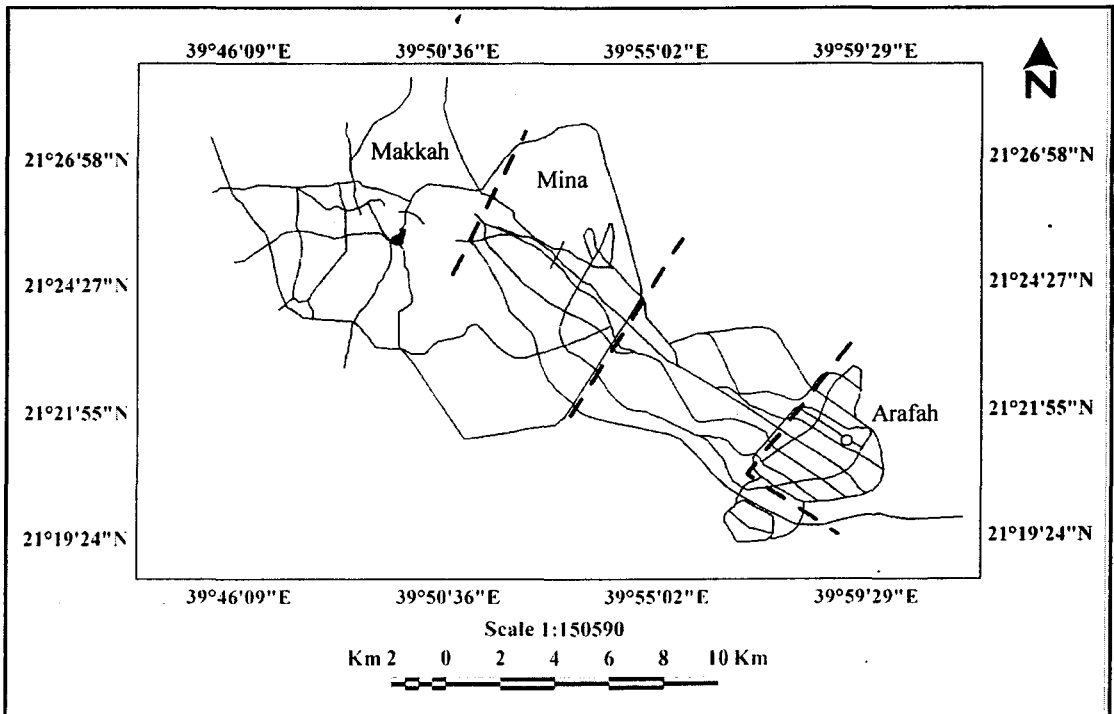 39°46'09"E 39°50'36"E 39°55'02"E 39°59'29"E
N
Makkah
21°26'58"N 21°26'58"N
Mina
21°24'27"N 21°24'27"N
21°21'55"N 21°21'55"N
Arafah
21°19'24"N 21°19'24"N
39°46'09"E 39°50'36"E 39°55'02"E 39°59'29"E
Scale 1:150590
Km 2 0 2 4 6 8 10 Km